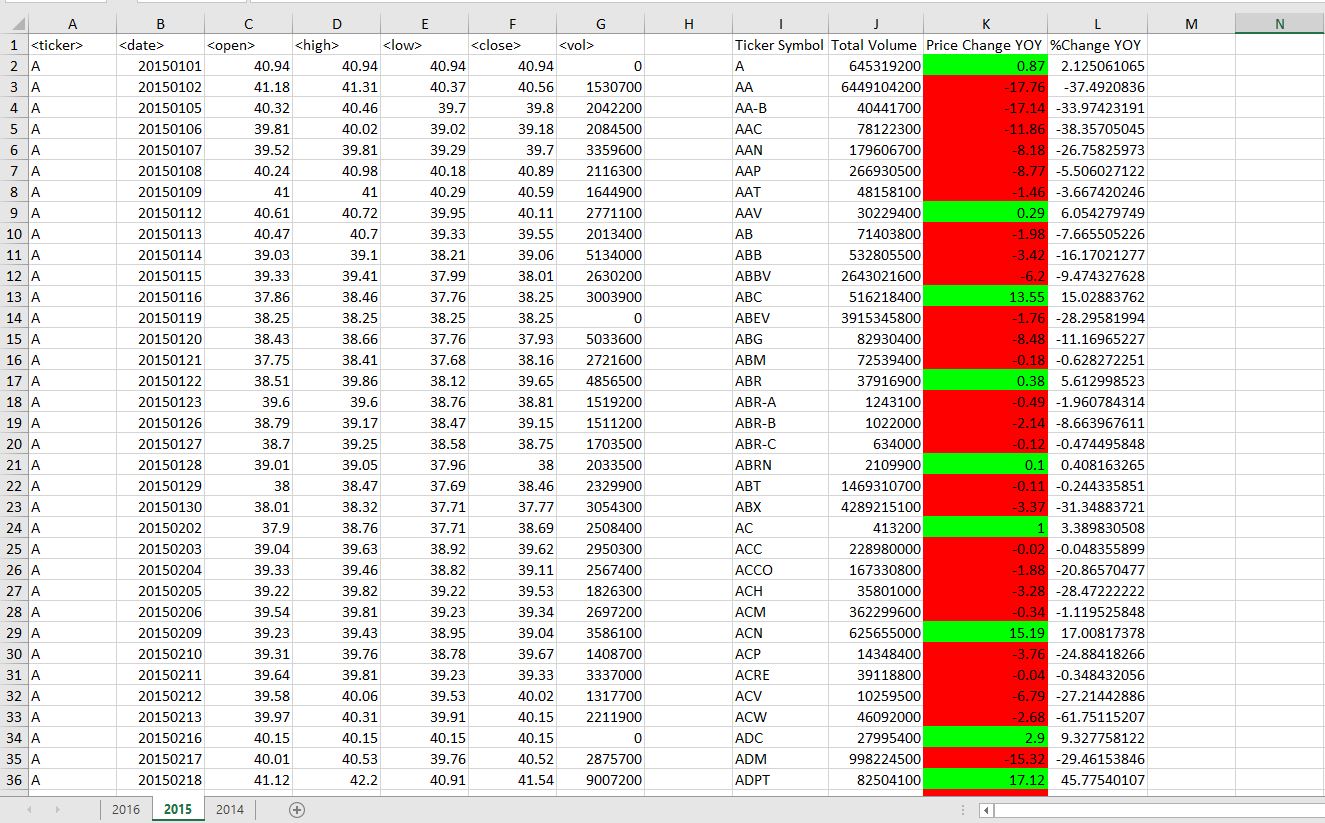 A B C D E F G H I J K L M N
1 <ticker> <date> <open> <high> <low> <close> <vol> Ticker Symbol Total Volume Price Change YOY %Change YOY
2 A 20150101 40.94 40.94 40.94 40.94 0 A 645319200 0.87 2.125061065
3 A 20150102 41.18 41.31 40.37 40.56 1530700 AA 6449104200 -17.76 -37.4920836
4 A 20150105 40.32 40.46 39.7 39.8 2042200 AA-B 40441700 -17.14 -33.97423191
5 A 20150106 39.81 40.02 39.02 39.18 2084500 AAC 78122300 -11.86 -38.35705045
6 A 20150107 39.52 39.81 39.29 39.7 3359600 AAN 179606700 -8.18 -26.75825973
7 A 20150108 40.24 40.98 40.18 40.89 2116300 AAP 266930500 -8.77 -5.506027122
8 A 20150109 41 41 40.29 40.59 1644900 AAT 48158100 -1.46 -3.667420246
9 A 20150112 40.61 40.72 39.95 40.11 2771100 AAV 30229400 0.29 6.054279749
10 A 20150113 40.47 40.7 39.33 39.55 2013400 AB 71403800 -1.98 -7.665505226
11 A 20150114 39.03 39.1 38.21 39.06 5134000 ABB 532805500 -3.42 -16.17021277
12 A 20150115 39.33 39.41 37.99 38.01 2630200 ABBV 2643021600 -6.2 -9.474327628
13 A 20150116 37.86 38.46 37.76 38.25 3003900 ABC 516218400 13.55 15.02883762
14 A 20150119 38.25 38.25 38.25 38.25 0 ABEV 3915345800 -1.76 -28.29581994
15 A 20150120 38.43 38.66 37.76 37.93 5033600 ABG 82930400 -8.48 -11.16965227
16 A 20150121 37.75 38.41 37.68 38.16 2721600 ABM 72539400 -0.18 -0.628272251
17 A 20150122 38.51 39.86 38.12 39.65 4856500 ABR 37916900 0.38 5.612998523
18 A 20150123 39.6 39.6 38.76 38.81 1519200 ABR-A 1243100 -0.49 -1.960784314
19 A 20150126 38.79 39.17 38.47 39.15 1511200 ABR-B 1022000 -2.14 -8.663967611
20 A 20150127 38.7 39.25 38.58 38.75 1703500 ABR-C 634000 -0.12 -0.474495848
21 A 20150128 39.01 39.05 37.96 38 2033500 ABRN 2109900 0.1 0.408163265
22 A 20150129 38 38.47 37.69 38.46 2329900 ABT 1469310700 -0.11 -0.244335851
23 A 20150130 38.01 38.32 37.71 37.77 3054300 ABX 4289215100 -3.37 -31.34883721
24 A 20150202 37.9 38.76 37.71 38.69 2508400 AC 413200 1 3.389830508
25 A 20150203 39.04 39.63 38.92 39.62 2950300 ACC 228980000 -0.02 -0.048355899
26 A 20150204 39.33 39.46 38.82 39.11 2567400 ACCO 167330800 -1.88 -20.86570477
27 A 20150205 39.22 39.82 39.22 39.53 1826300 ACH 35801000 -3.28 -28.47222222
28 A 20150206 39.54 39.81 39.23 39.34 2697200 ACM 362299600 -0.34 -1.119525848
29 A 20150209 39.23 39.43 38.95 39.04 3586100 ACN 625655000 15.19 17.00817378
30 A 20150210 39.31 39.76 38.78 39.67 1408700 ACP 14348400 -3.76 -24.88418266
31 A 20150211 39.64 39.81 39.23 39.33 3337000 ACRE 39118800 -0.04 -0.348432056
32 A 20150212 39.58 40.06 39.53 40.02 1317700 ACV 10259500 -6.79 -27.21442886
33 A 20150213 39.97 40.31 39.91 40.15 2211900 ACW 46092000 -2.68 -61.75115207
34 A 20150216 40.15 40.15 40.15 40.15 0 ADC 27995400 2.9 9.327758122
35 A 20150217 40.01 40.53 39.76 40.52 2875700 ADM 998224500 -15.32 -29.46153846
36 A 20150218 41.12 42.2 40.91 41.54 9007200 ADPT 82504100 17.12 45.77540107
2016 2015 2014